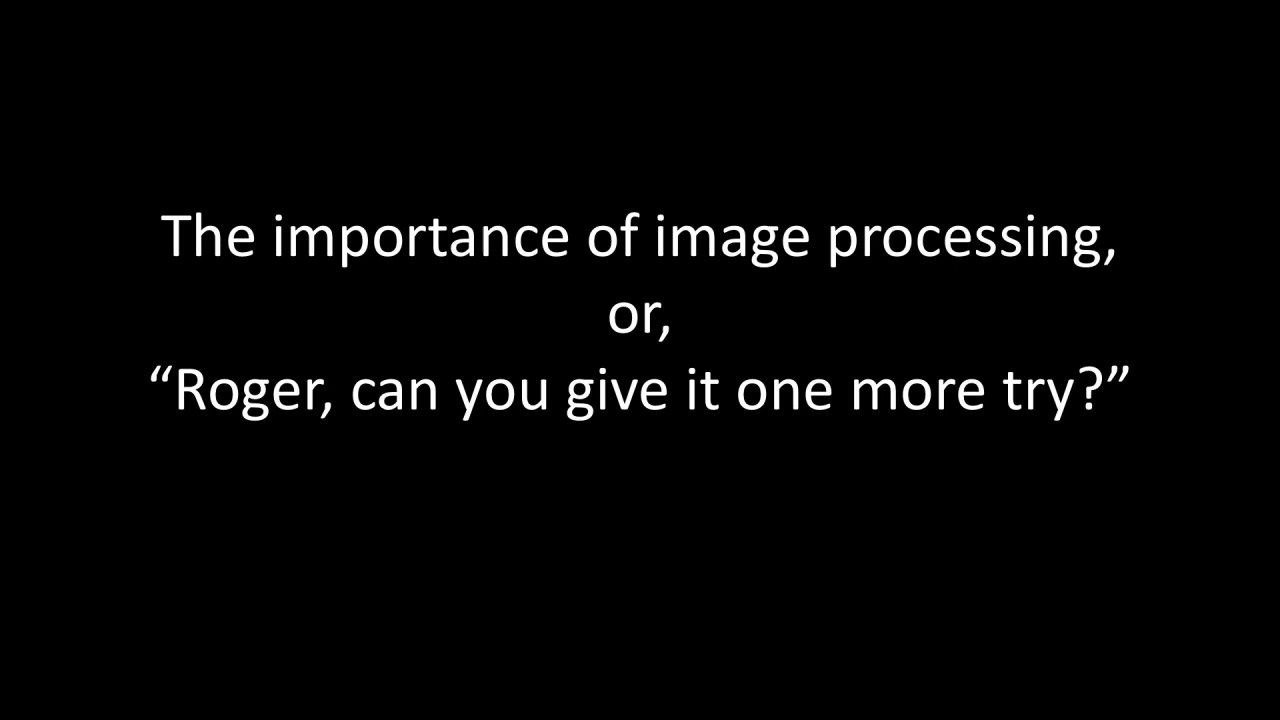 The importance of image processing,
or,
“Roger, can you give it one more try?”